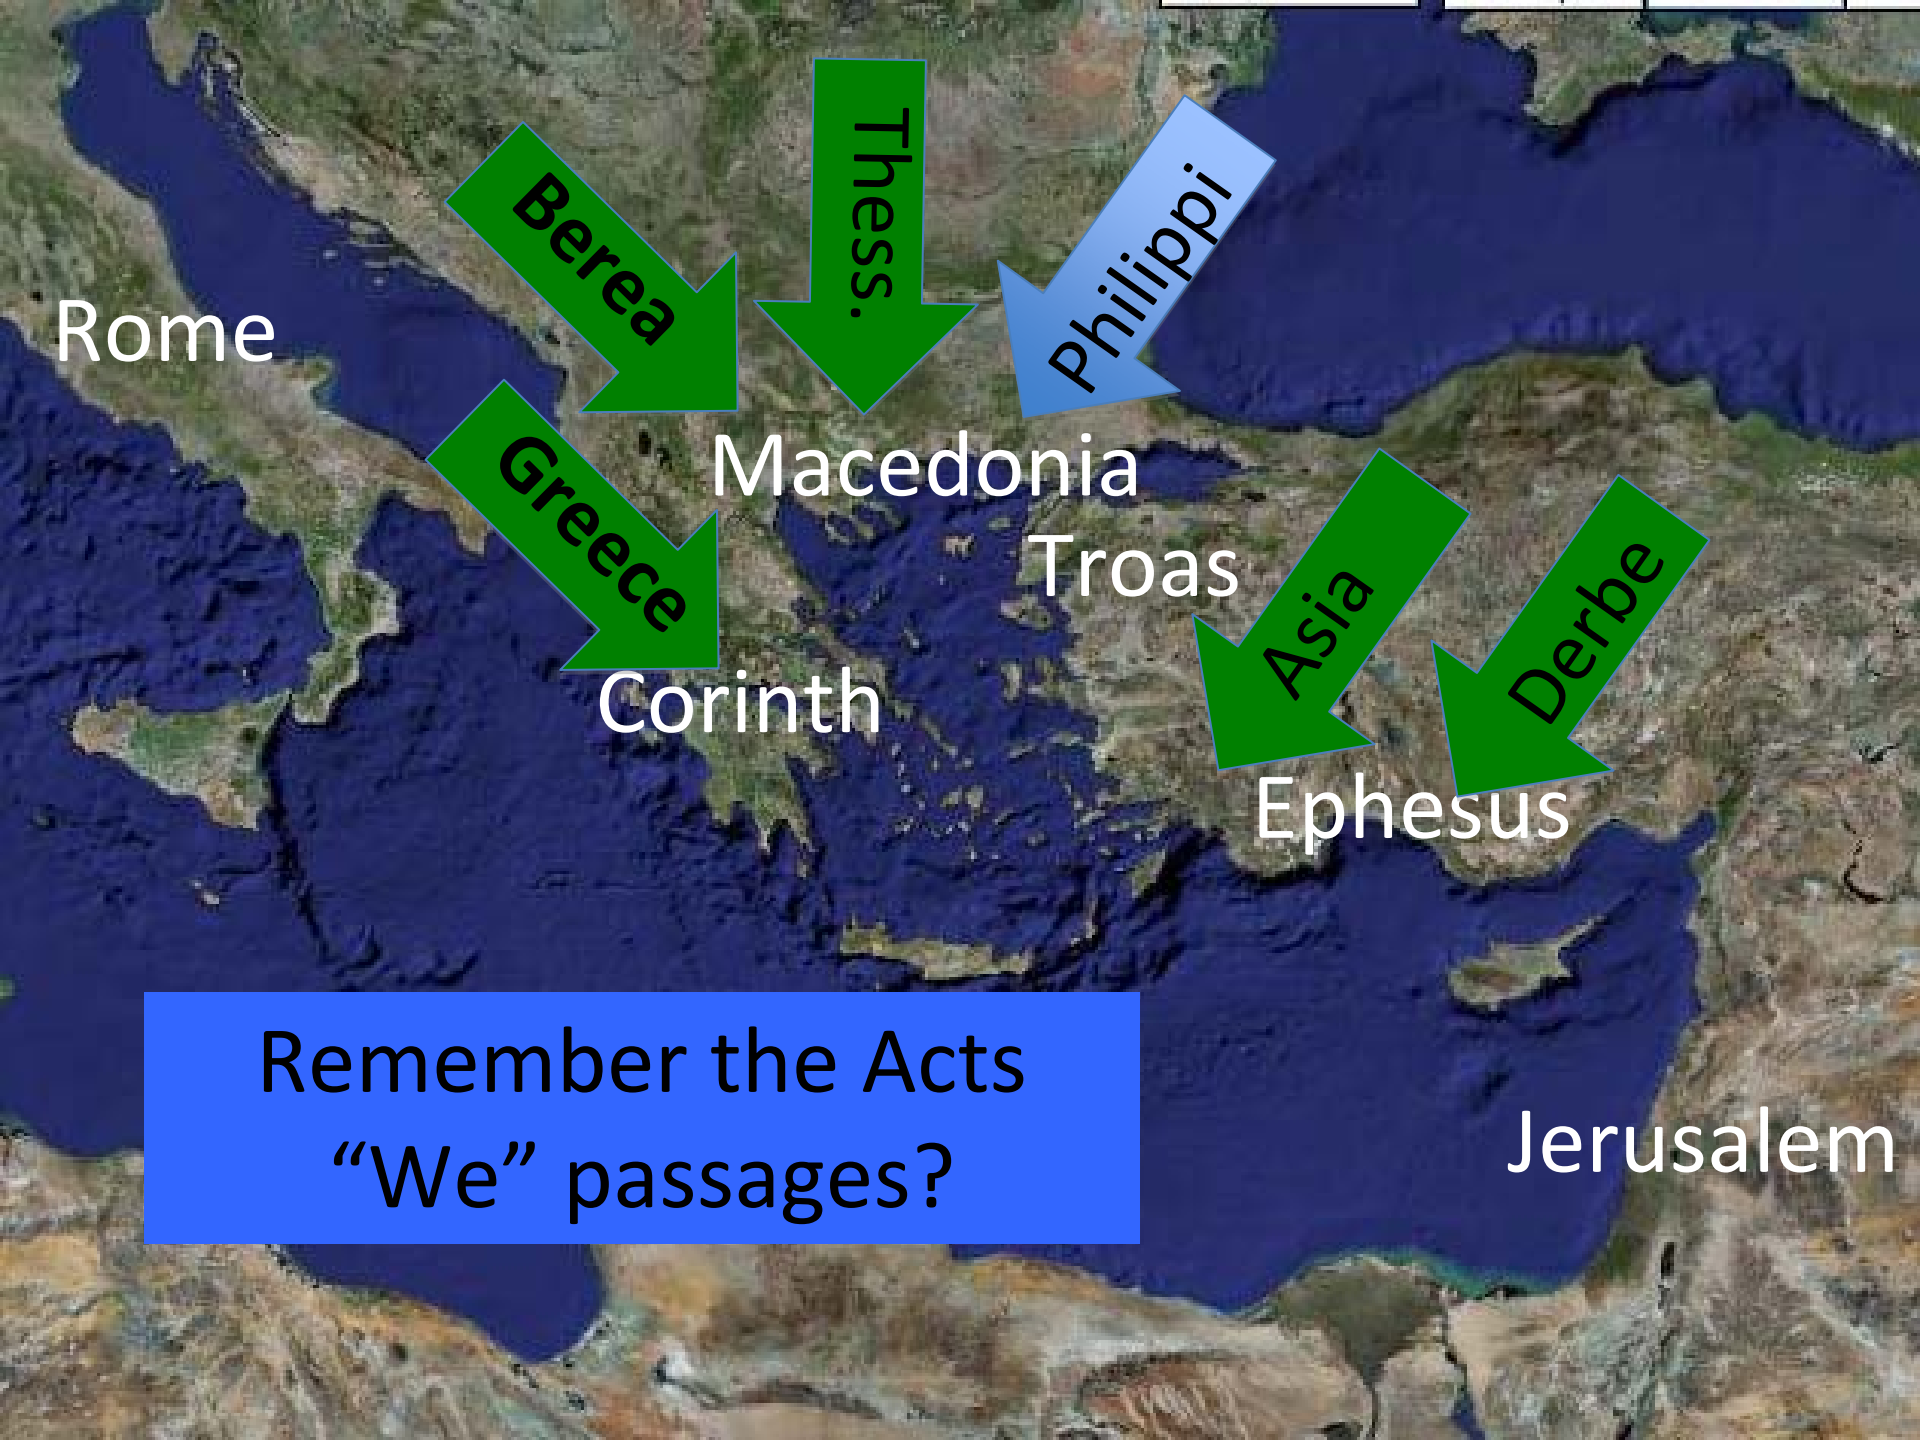 Thess.
Berea
Philippi
Rome
Greece
Macedonia
Troas
Asia
Derbe
Corinth
Ephesus
Remember the Acts
“We” passages?
Jerusalem